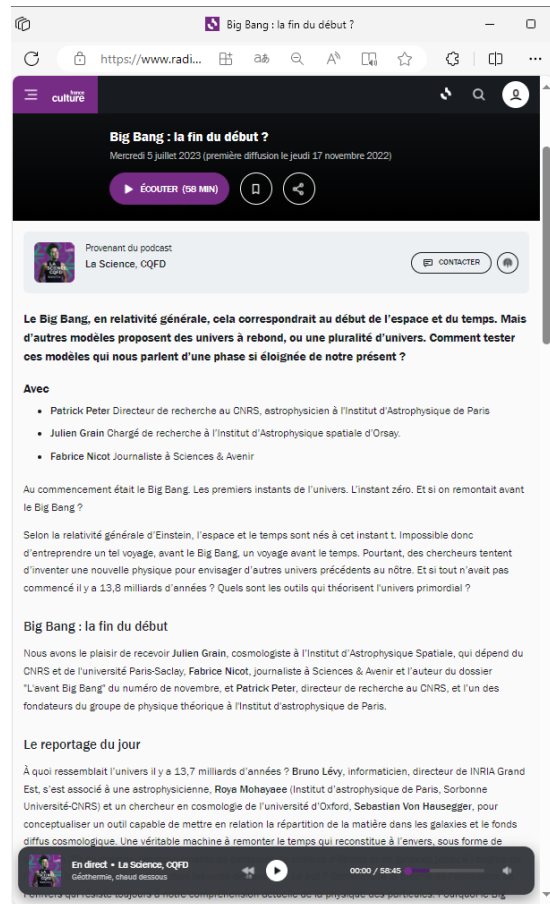 Big Bang : la fin du début ?
https://www.radi...
france
culture
Big Bang : la fin du début ?
Mercredi 5 juillet 2023 (première diffusion le jeudi 17 novembre 2022)
ÉCOUTER (58 MIN)
Provenant du podcast
La Science, CQFD
CONTACTER
Le Big Bang, en relativité générale, cela correspondrait au début de l'espace et du temps. Mais
d'autres modèles proposent des univers à rebond, ou une pluralité d'univers. Comment tester
ces modèles qui nous parlent d'une phase si éloignée de notre présent ?
Avec
• Patrick Peter Directeur de recherche au CNRS, astrophysicien à l'Institut d'Astrophysique de Paris
• Julien Grain Chargé de recherche à l'Institut d'Astrophysique spatiale d'Orsay.
• Fabrice Nicot Journaliste à Sciences & Avenir
Au commencement était le Big Bang. Les premiers instants de l'univers. L'instant zéro. Et si on remontait avant
le Big Bang ?
Selon la relativité générale d'Einstein, l'espace et le temps sont nés à cet instant t. Impossible donc
d'entreprendre un tel voyage, avant le Big Bang, un voyage avant le temps. Pourtant, des chercheurs tentent
d'inventer une nouvelle physique pour envisager d'autres univers précédents au nôtre. Et si tout n'avait pas
commencé il y a 13,8 milliards d'années ? Quels sont les outils qui théorisent l'univers primordial ?
Big Bang : la fin du début
Nous avons le plaisir de recevoir Julien Grain, cosmologiste à l'Institut d'Astrophysique Spatiale, qui dépend du
CNRS et de l'université Paris-Saclay, Fabrice Nicot, journaliste à Sciences & Avenir et l'auteur du dossier
"L'avant Big Bang" du numéro de novembre, et Patrick Peter, directeur de recherche au CNRS, et l'un des
fondateurs du groupe de physique théorique à l'Institut d'astrophysique de Paris.
Le reportage du jour
À quoi ressemblait l'univers il y a 13,7 milliards d'années ? Bruno Lévy, informaticien, directeur de INRIA Grand
Est, s'est associé à une astrophysicienne, Roya Mohayaee (Institut d'astrophysique de Paris, Sorbonne
Université-CNRS) et un chercheur en cosmologie de l'université d'Oxford, Sebastian Von Hausegger, pour
conceptualiser un outil capable de mettre en relation la répartition de la matière dans les galaxies et le fonds
diffus cosmologique. Une véritable machine à remonter le temps qui reconstitue à l'envers, sous forme de
En direct • La Science, CQFD
Géothermie, chaud dessous
00:00 / 58:45